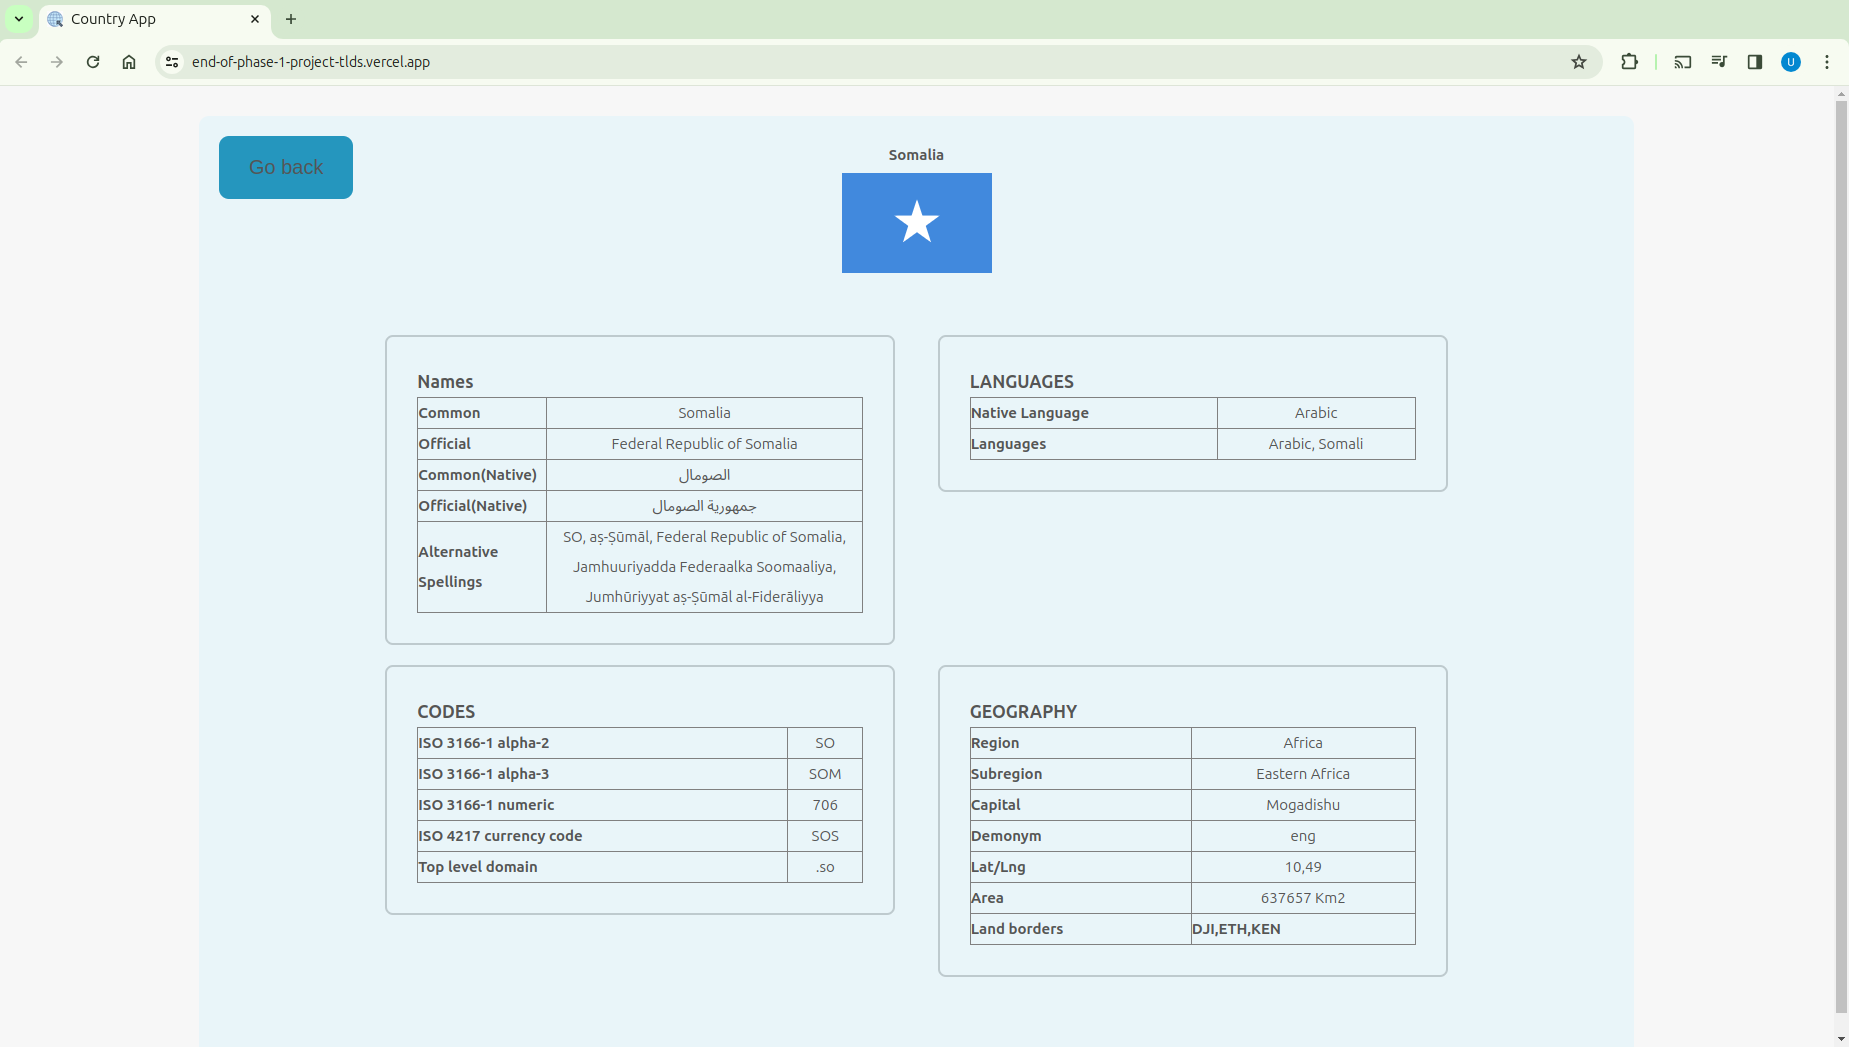 Country App
end-of-phase-1-project-tlds.vercel.app
U
Go back
Somalia
Names
Common Somalia
Official Federal Republic of Somalia
Common(Native) الصومال
Official(Native) جمهورية الصومال
Alternative Spellings SO, aṣ-Ṣūmāl, Federal Republic of Somalia,
Jamhuuriyadda Federaalka Soomaaliya,
Jumhūriyyat aṣ-Ṣūmāl al-Fiderāliyya
LANGUAGES
Native Language Arabic
Languages Arabic, Somali
CODES
ISO 3166-1 alpha-2 SO
ISO 3166-1 alpha-3 SOM
ISO 3166-1 numeric 706
ISO 4217 currency code SOS
Top level domain .so
GEOGRAPHY
Region Africa
Subregion Eastern Africa
Capital Mogadishu
Demonym eng
Lat/Lng 10,49
Area 637657 Km2
Land borders DJI,ETH,KEN